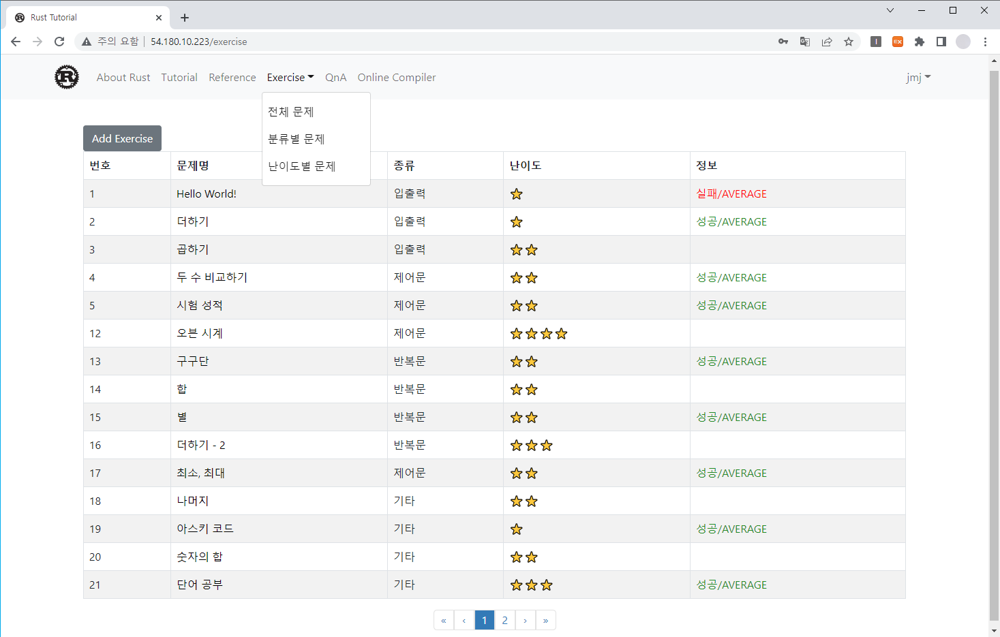 Rust Tutorial
주의 요함 | 54.180.10.223/exercise
About Rust Tutorial Reference Exercise QnA Online Compiler jmj
전체 문제
분류별 문제
난이도별 문제
Add Exercise
번호 문제명 종류 난이도 정보
1 Hello World! 입출력 실패/AVERAGE
2 더하기 입출력 성공/AVERAGE
3 곱하기 입출력
4 두 수 비교하기 제어문 성공/AVERAGE
5 시험 성적 제어문 성공/AVERAGE
12 오븐 시계 제어문
13 구구단 반복문 성공/AVERAGE
14 합 반복문
15 별 반복문 성공/AVERAGE
16 더하기 - 2 반복문
17 최소, 최대 제어문 성공/AVERAGE
18 나머지 기타
19 아스키 코드 기타 성공/AVERAGE
20 숫자의 합 기타
21 단어 공부 기타 성공/AVERAGE
« ‹ 1 2 › »